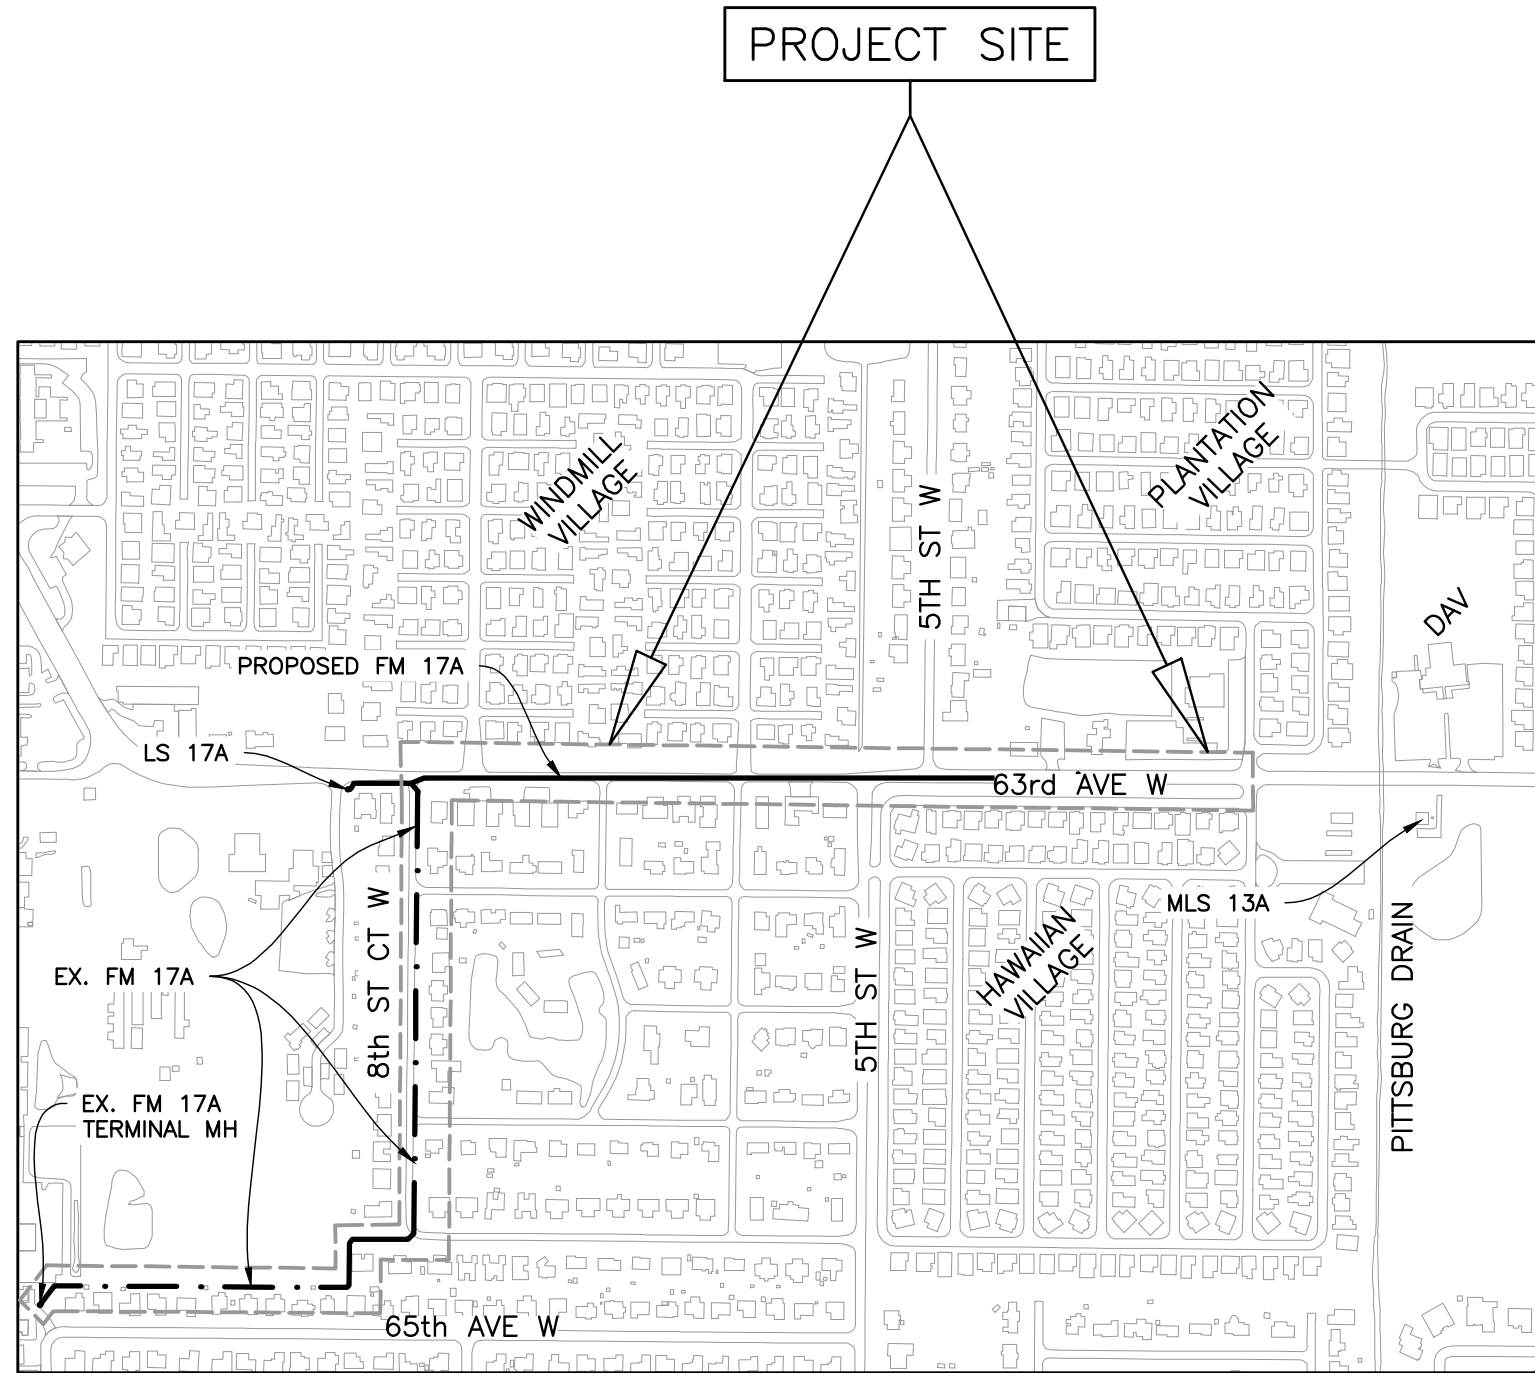 PROJECT SITE
WINDMILL
VILLAGE
PLANTATION
VILLAGE
5TH ST W
DAV
PROPOSED FM 17A
LS 17A
63rd AVE W
MLS 13A
HAWAIIAN
VILLAGE
8th ST CT W
5TH ST W
PITTSBURG DRAIN
EX. FM 17A
EX. FM 17A
TERMINAL MH
65th AVE W